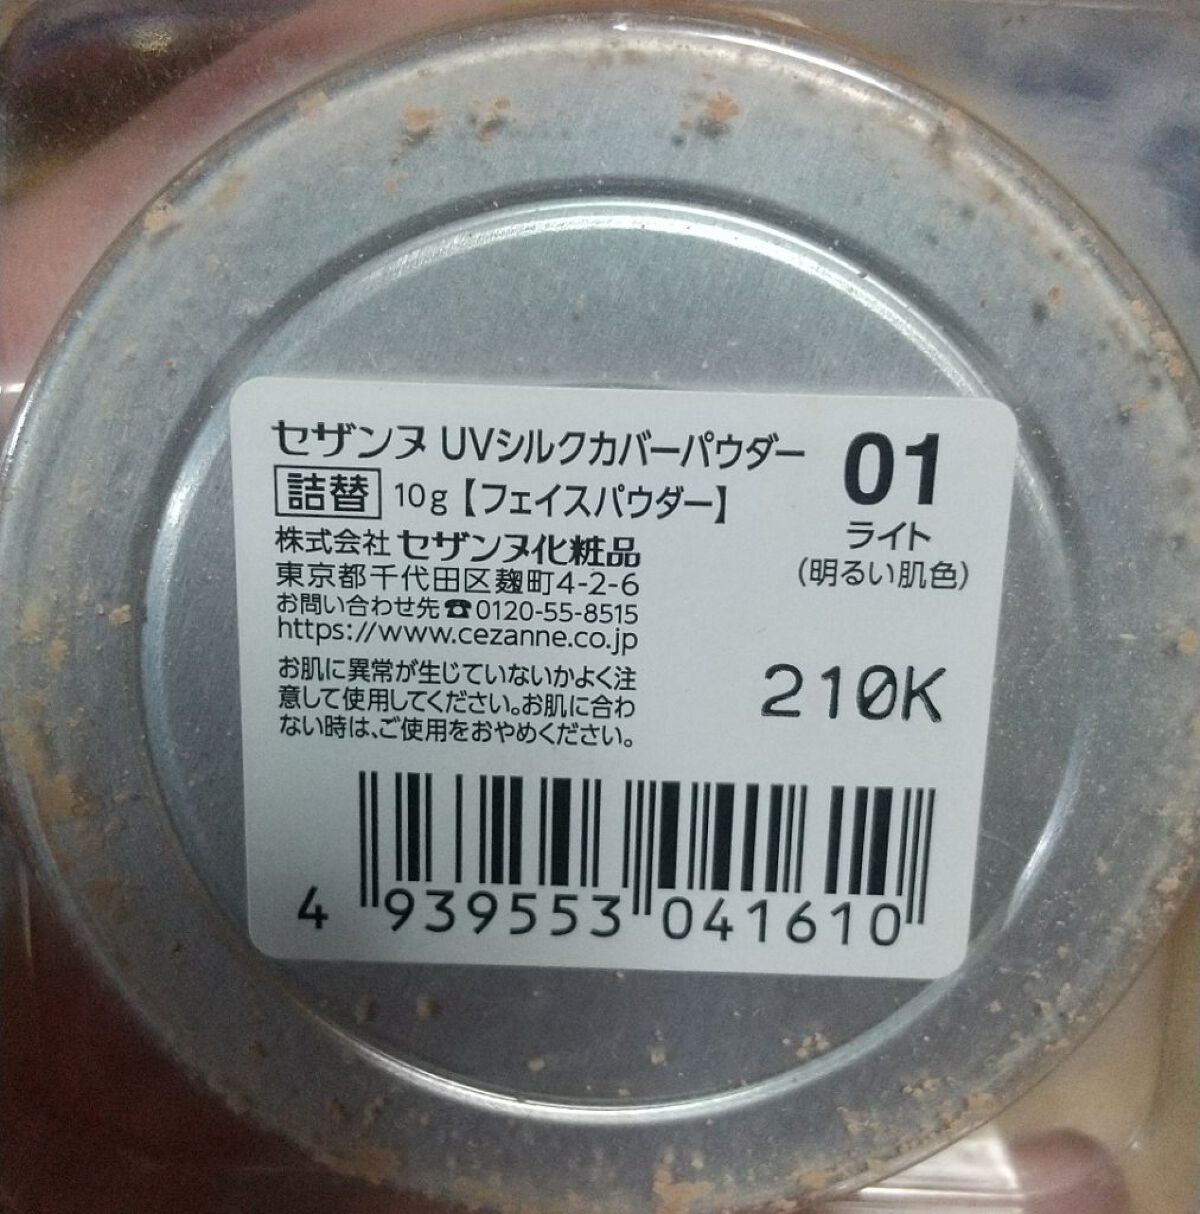 セザンヌ UVシルクカバーパウダー
詰替 10g【フェイスパウダー】
01
ライト
(明るい肌色)
株式会社 セザンヌ化粧品
東京都千代田区麹町4-2-6
お問い合わせ先☎0120-55-8515
https://www.cezanne.co.jp
お肌に異常が生じていないかよく注
意して使用してください。お肌に合わ
ない時は、ご使用をおやめください。
210K
4 939553 041610